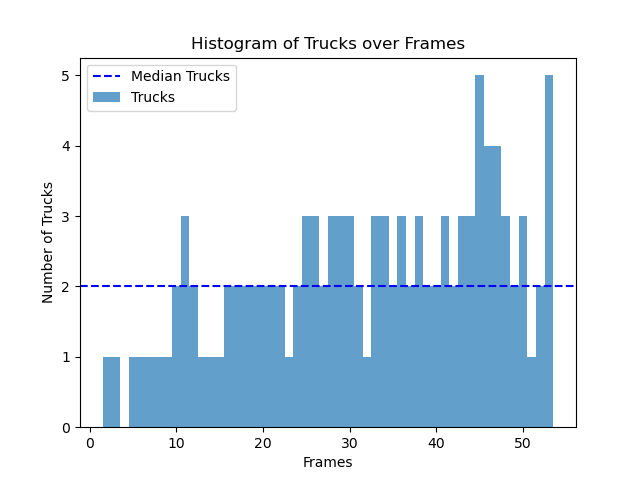 Histogram of Trucks over Frames
Median Trucks
Trucks
Number of Trucks
5
4
3
2
1
0
0 10 20 30 40 50
Frames